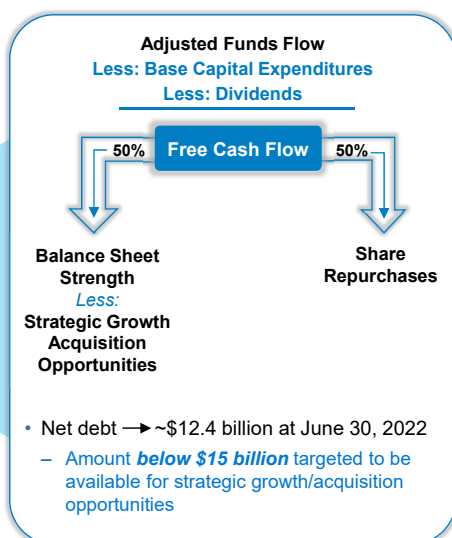 Adjusted Funds Flow
Less: Base Capital Expenditures
Less: Dividends
50%
Free Cash Flow
50%
Balance Sheet
Strength
Less:
Strategic Growth
Acquisition
Opportunities
Share
Repurchases
• Net debt → ~$12.4 billion at June 30, 2022
– Amount below $15 billion targeted to be
available for strategic growth/acquisition
opportunities